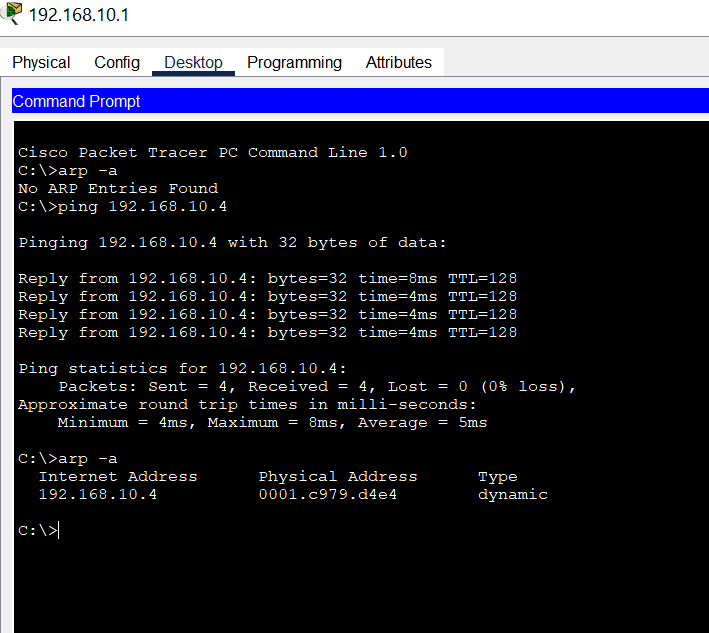 192.168.10.1
Physical Config Desktop Programming Attributes
Command Prompt
Cisco Packet Tracer PC Command Line 1.0
C:\>arp -a
No ARP Entries Found
C:\>ping 192.168.10.4
Pinging 192.168.10.4 with 32 bytes of data:
Reply from 192.168.10.4: bytes=32 time=8ms TTL=128
Reply from 192.168.10.4: bytes=32 time=4ms TTL=128
Reply from 192.168.10.4: bytes=32 time=4ms TTL=128
Reply from 192.168.10.4: bytes=32 time=4ms TTL=128
Ping statistics for 192.168.10.4:
Packets: Sent = 4, Received = 4, Lost = 0 (0% loss),
Approximate round trip times in milli-seconds:
Minimum = 4ms, Maximum = 8ms, Average = 5ms
C:\>arp -a
Internet Address Physical Address Type
192.168.10.4 0001.c979.d4e4 dynamic
C:\>